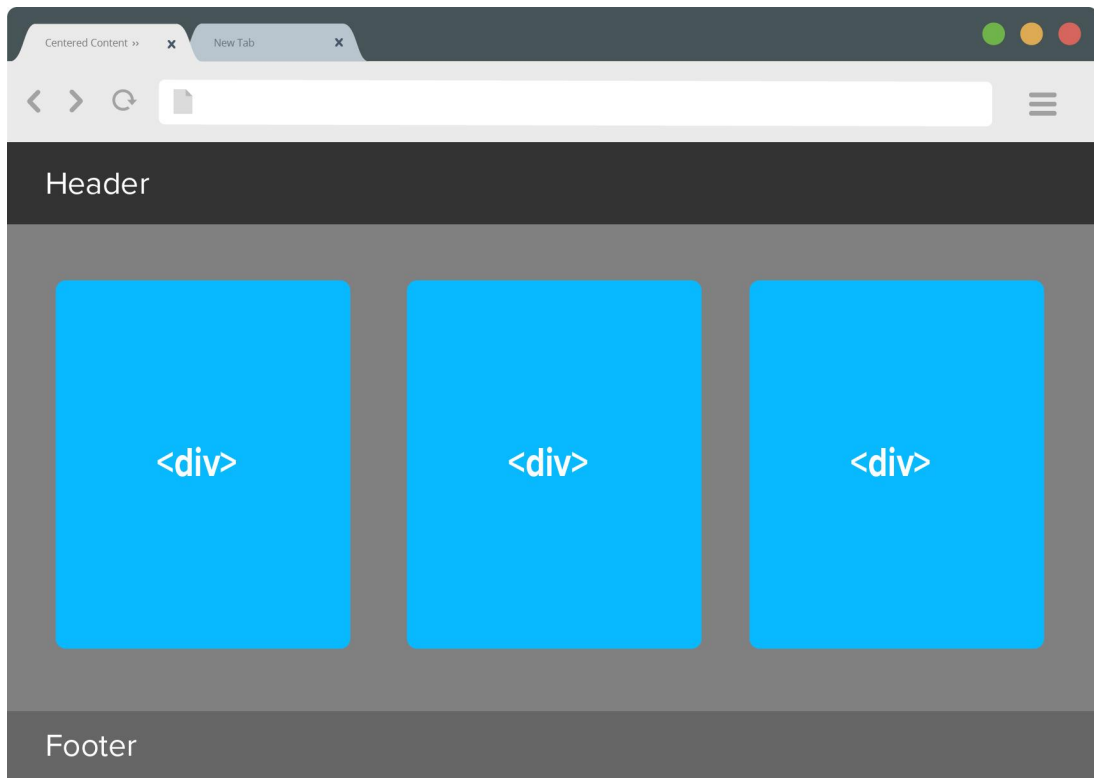 Centered Content ›› x New Tab x
Header
<div> <div> <div>
Footer